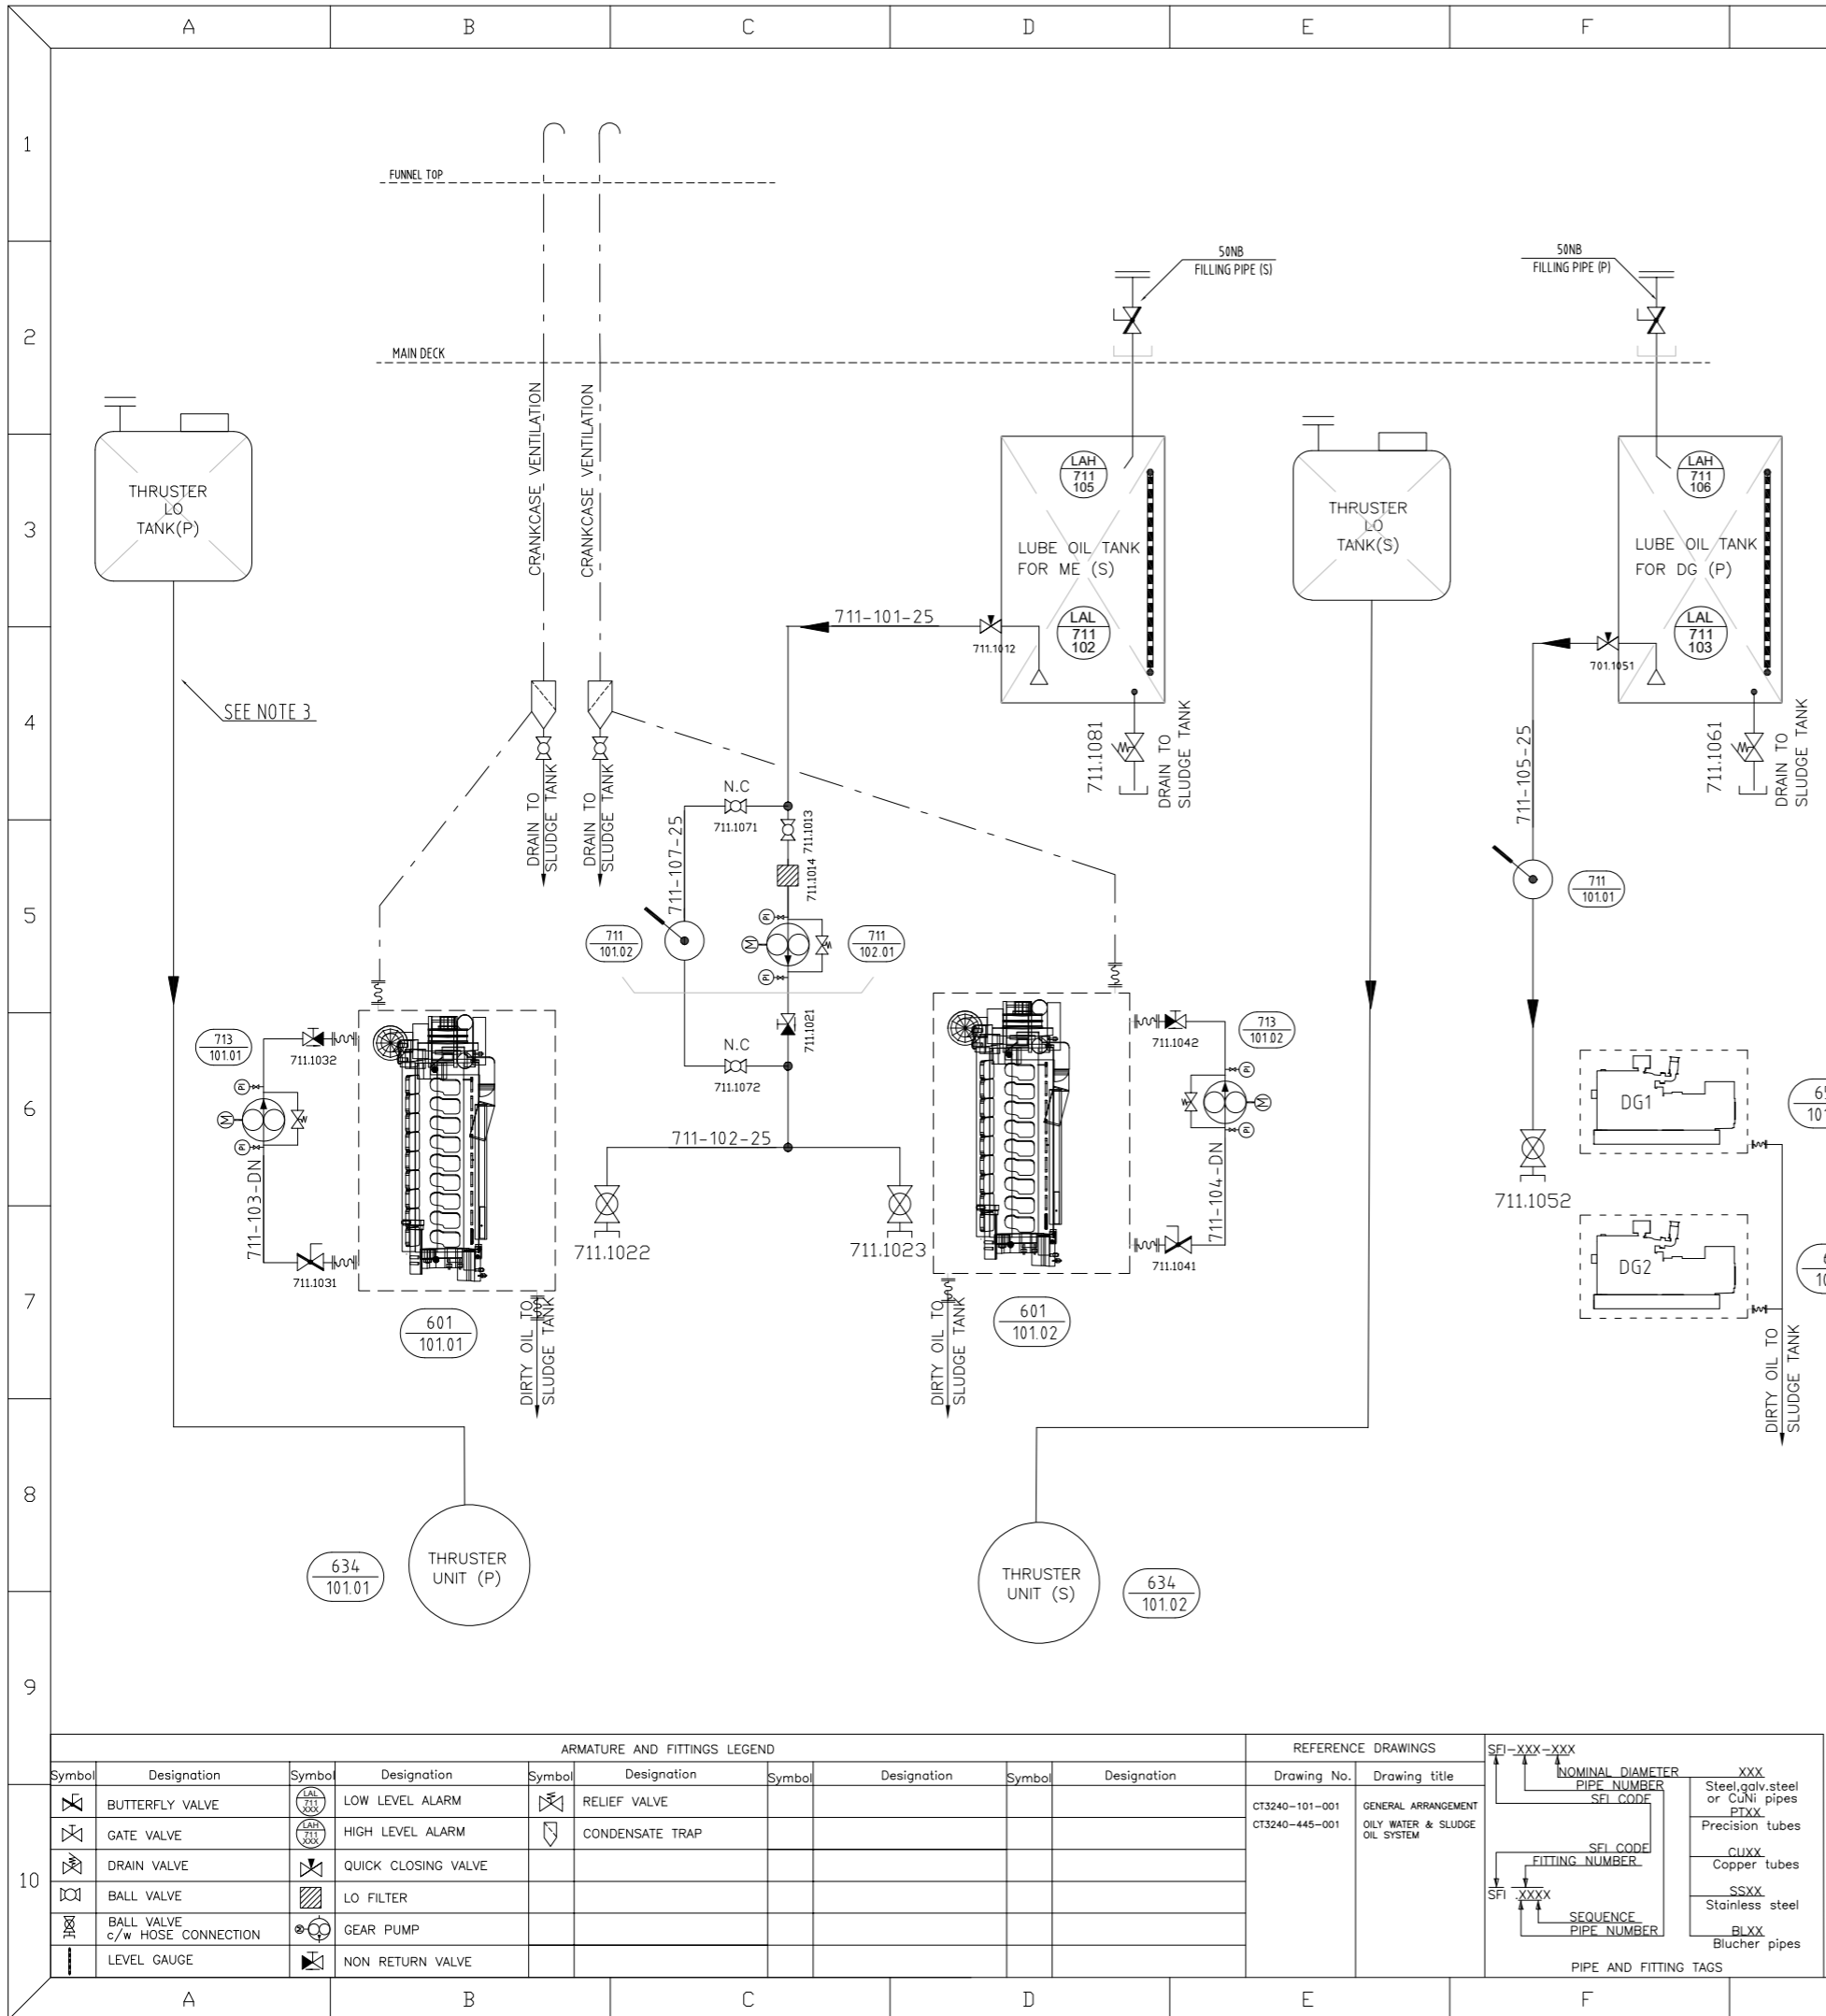 A
B
C
D
E
F
1
2
3
4
5
6
7
8
9
10
FUNNEL TOP
MAIN DECK
50NB
FILLING PIPE (S)
50NB
FILLING PIPE (P)
CRANKCASE VENTILATION
CRANKCASE VENTILATION
THRUSTER
LO
TANK(P)
LAH
711
105
LUBE OIL TANK
FOR ME (S)
LAL
711
102
THRUSTER
LO
TANK(S)
LAH
711
106
LUBE OIL TANK
FOR DG (P)
LAL
711
103
711-101-25
711.1012
701.1051
SEE NOTE 3
711.1081
DRAIN TO
SLUDGE TANK
711-105-25
711.1061
DRAIN TO
SLUDGE TANK
DRAIN TO
SLUDGE TANK
DRAIN TO
SLUDGE TANK
N.C
711.1071
711.1013
711.1014
711-107-25
711
101.02
PI
M
PI
711
102.01
711
101.01
711.1021
N.C
711.1072
713
101.01
711.1032
PI
M
PI
711-103-DN
711.1031
711.1042
713
101.02
PI
M
PI
711-104-DN
711.1041
711-102-25
711.1022
711.1023
711.1052
DG1
DG2
601
101.01
DIRTY OIL TO
SLUDGE TANK
DIRTY OIL TO
SLUDGE TANK
601
101.02
DIRTY OIL TO
SLUDGE TANK
634
101.01
THRUSTER
UNIT (P)
THRUSTER
UNIT (S)
634
101.02
ARMATURE AND FITTINGS LEGEND
Symbol Designation Symbol Designation Symbol Designation Symbol Designation Symbol Designation
BUTTERFLY VALVE
LAL
711
XXX
LOW LEVEL ALARM
RELIEF VALVE
GATE VALVE
LAH
711
XXX
HIGH LEVEL ALARM
CONDENSATE TRAP
DRAIN VALVE
QUICK CLOSING VALVE
BALL VALVE
LO FILTER
BALL VALVE
c/w HOSE CONNECTION
GEAR PUMP
LEVEL GAUGE
NON RETURN VALVE
REFERENCE DRAWINGS
Drawing No. Drawing title
CT3240-101-001 GENERAL ARRANGEMENT
CT3240-445-001 OILY WATER & SLUDGE
OIL SYSTEM
SFI-XXX-XXX
NOMINAL DIAMETER
PIPE NUMBER
SFI CODE
SFI CODE
FITTING NUMBER
SFI .XXXX
SEQUENCE
PIPE NUMBER
XXX
Steel,galv.steel
or CuNi pipes
PTXX
Precision tubes
CUXX
Copper tubes
SSXX
Stainless steel
BLXX
Blucher pipes
PIPE AND FITTING TAGS
A
B
C
D
E
F